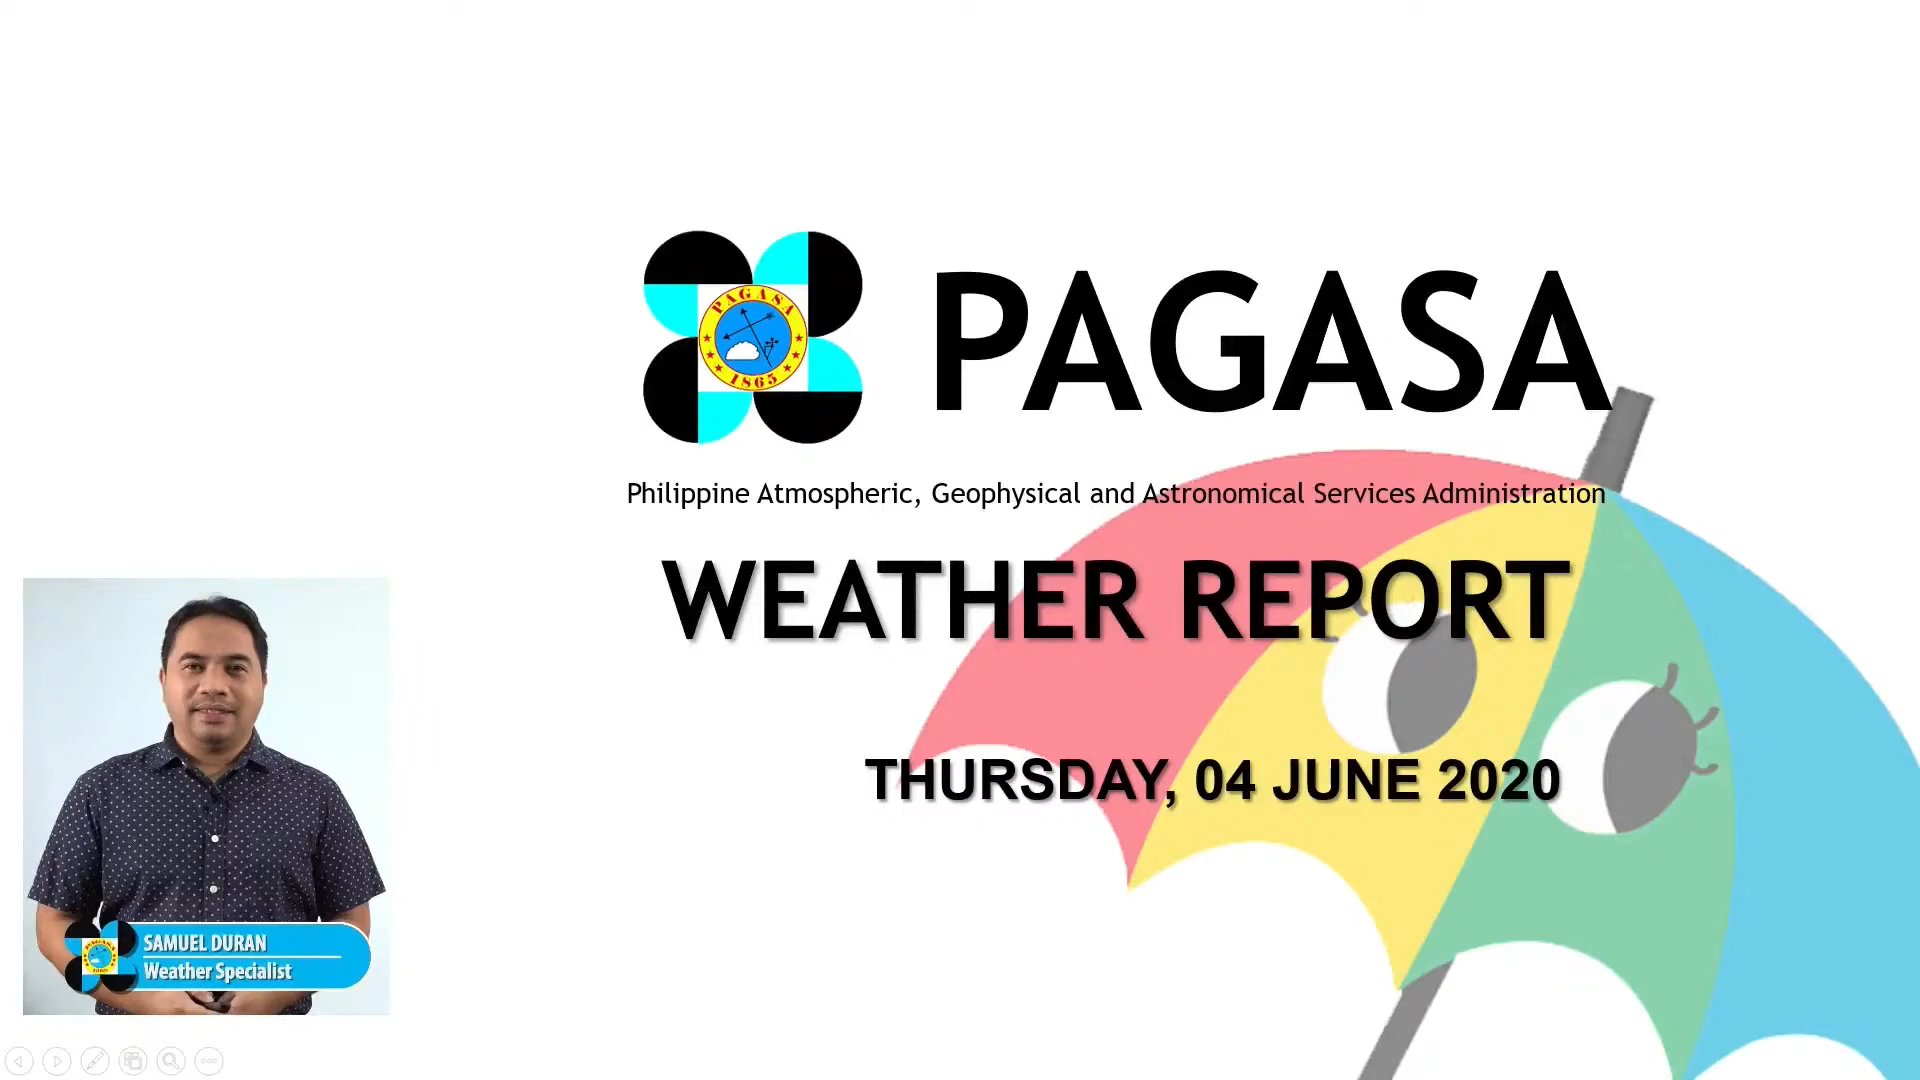 PAGASA
1865
PAGASA
Philippine Atmospheric, Geophysical and Astronomical Services Administration
WEATHER REPORT
THURSDAY, 04 JUNE 2020
PAGASA
SAMUEL DURAN
Weather Specialist